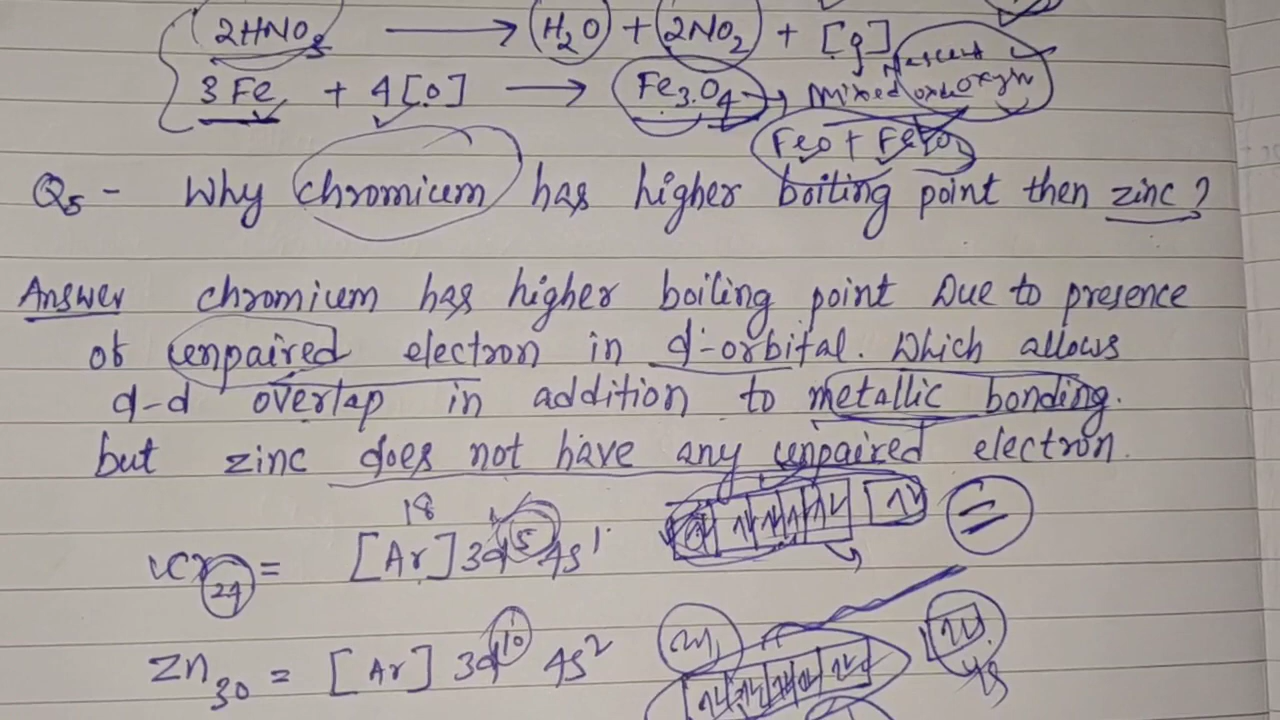 2HNO3 ⟶ H2O + 2NO2 + [O] Nascent
3Fe + 4[O] ⟶ Fe3O4 → mixed oxide oxygen
FeO + Fe2O3
Q5 - Why chromium has higher boiling point then zinc?
Answer chromium has higher boiling point Due to presence
of unpaired electron in d-orbital. Which allows
d-d overlap in addition to metallic bonding.
but zinc does not have any unpaired electron.
18
Cr24 = [Ar] 3d5 4s1
Zn30 = [Ar] 3d10 4s2
4s